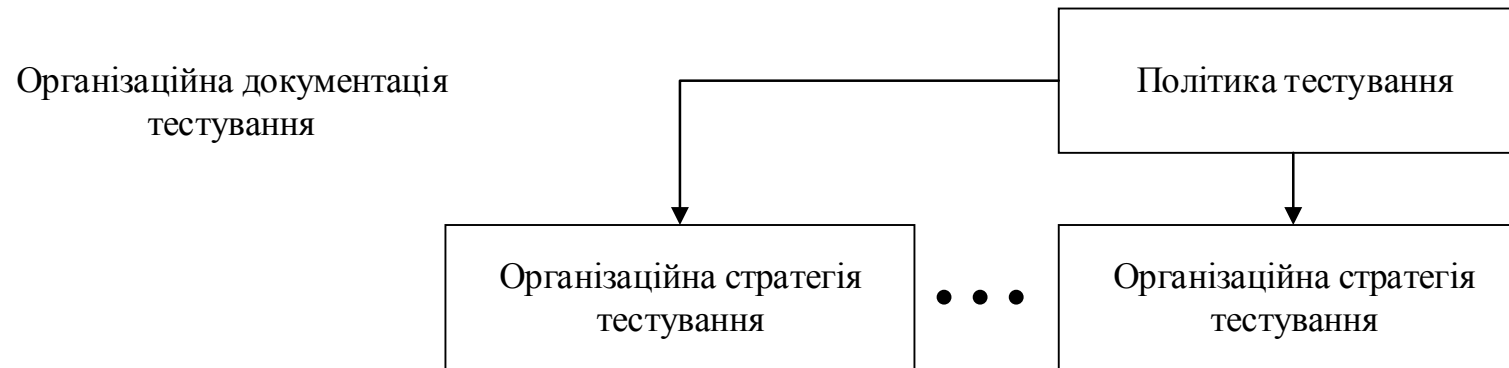 Організаційна документація
тестування
Політика тестування
Організаційна стратегія
тестування
Організаційна стратегія
тестування